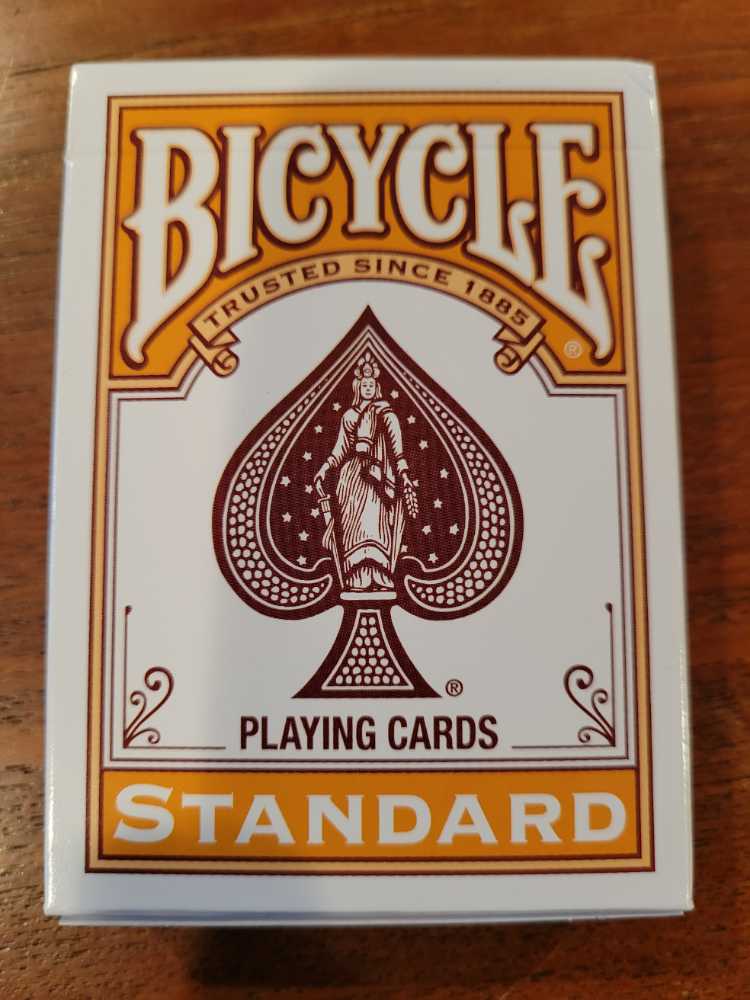 BICYCLE
TRUSTED SINCE 1885
®
®
PLAYING CARDS
STANDARD